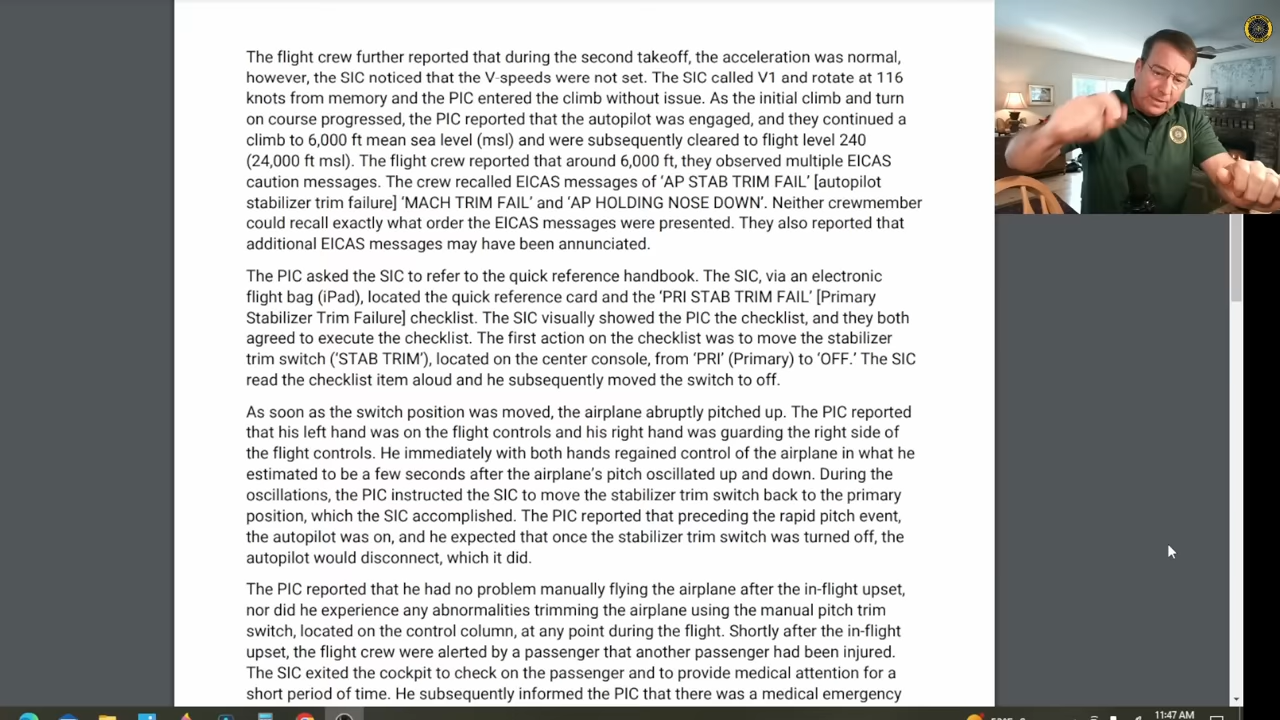 The flight crew further reported that during the second takeoff, the acceleration was normal,
however, the SIC noticed that the V-speeds were not set. The SIC called V1 and rotate at 116
knots from memory and the PIC entered the climb without issue. As the initial climb and turn
on course progressed, the PIC reported that the autopilot was engaged, and they continued a
climb to 6,000 ft mean sea level (msl) and were subsequently cleared to flight level 240
(24,000 ft msl). The flight crew reported that around 6,000 ft, they observed multiple EICAS
caution messages. The crew recalled EICAS messages of ‘AP STAB TRIM FAIL’ [autopilot
stabilizer trim failure] ‘MACH TRIM FAIL’ and ‘AP HOLDING NOSE DOWN’. Neither crewmember
could recall exactly what order the EICAS messages were presented. They also reported that
additional EICAS messages may have been annunciated.
The PIC asked the SIC to refer to the quick reference handbook. The SIC, via an electronic
flight bag (iPad), located the quick reference card and the ‘PRI STAB TRIM FAIL’ [Primary
Stabilizer Trim Failure] checklist. The SIC visually showed the PIC the checklist, and they both
agreed to execute the checklist. The first action on the checklist was to move the stabilizer
trim switch (‘STAB TRIM’), located on the center console, from ‘PRI’ (Primary) to ‘OFF.’ The SIC
read the checklist item aloud and he subsequently moved the switch to off.
As soon as the switch position was moved, the airplane abruptly pitched up. The PIC reported
that his left hand was on the flight controls and his right hand was guarding the right side of
the flight controls. He immediately with both hands regained control of the airplane in what he
estimated to be a few seconds after the airplane’s pitch oscillated up and down. During the
oscillations, the PIC instructed the SIC to move the stabilizer trim switch back to the primary
position, which the SIC accomplished. The PIC reported that preceding the rapid pitch event,
the autopilot was on, and he expected that once the stabilizer trim switch was turned off, the
autopilot would disconnect, which it did.
The PIC reported that he had no problem manually flying the airplane after the in-flight upset,
nor did he experience any abnormalities trimming the airplane using the manual pitch trim
switch, located on the control column, at any point during the flight. Shortly after the in-flight
upset, the flight crew were alerted by a passenger that another passenger had been injured.
The SIC exited the cockpit to check on the passenger and to provide medical attention for a
short period of time. He subsequently informed the PIC that there was a medical emergency
11:47 AM